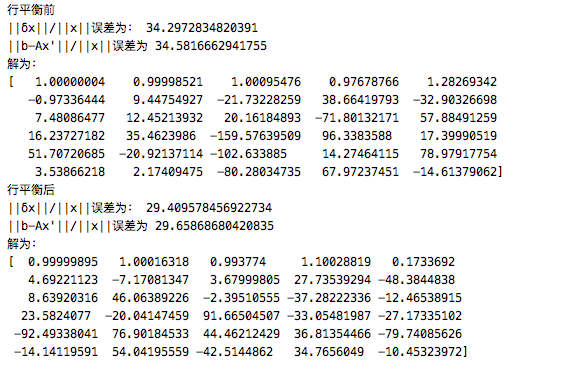 行平衡前
||δx||/||x||误差为： 34.2972834820391
||b-Ax'||/||x||误差为 34.5816662941755
解为：
[ 1.00000004 0.99998521 1.00095476 0.97678766 1.28269342
-0.97336444 9.44754927 -21.73228259 38.66419793 -32.90326698
7.48086477 12.45213932 20.16184893 -71.80132171 57.88491259
16.23727182 35.4623986 -159.57639509 96.3383588 17.39990519
51.70720685 -20.92137114 -102.633885 14.27464115 78.97917754
3.53866218 2.17409475 -80.28034735 67.97237451 -14.61379062]
行平衡后
||δx||/||x||误差为： 29.409578456922734
||b-Ax'||/||x||误差为 29.65868680420835
解为：
[ 0.99999895 1.00016318 0.993774 1.10028819 0.1733692
4.69221123 -7.17081347 3.67999805 27.73539294 -48.3844838
8.63920316 46.06389226 -2.39510555 -37.28222336 -12.46538915
23.5824077 -20.04147459 91.66504507 -33.05481987 -27.17335102
-92.49338041 76.90184533 44.46212429 36.81354466 -79.74085626
-14.14119591 54.04195559 -42.5144862 34.7656049 -10.45323972]